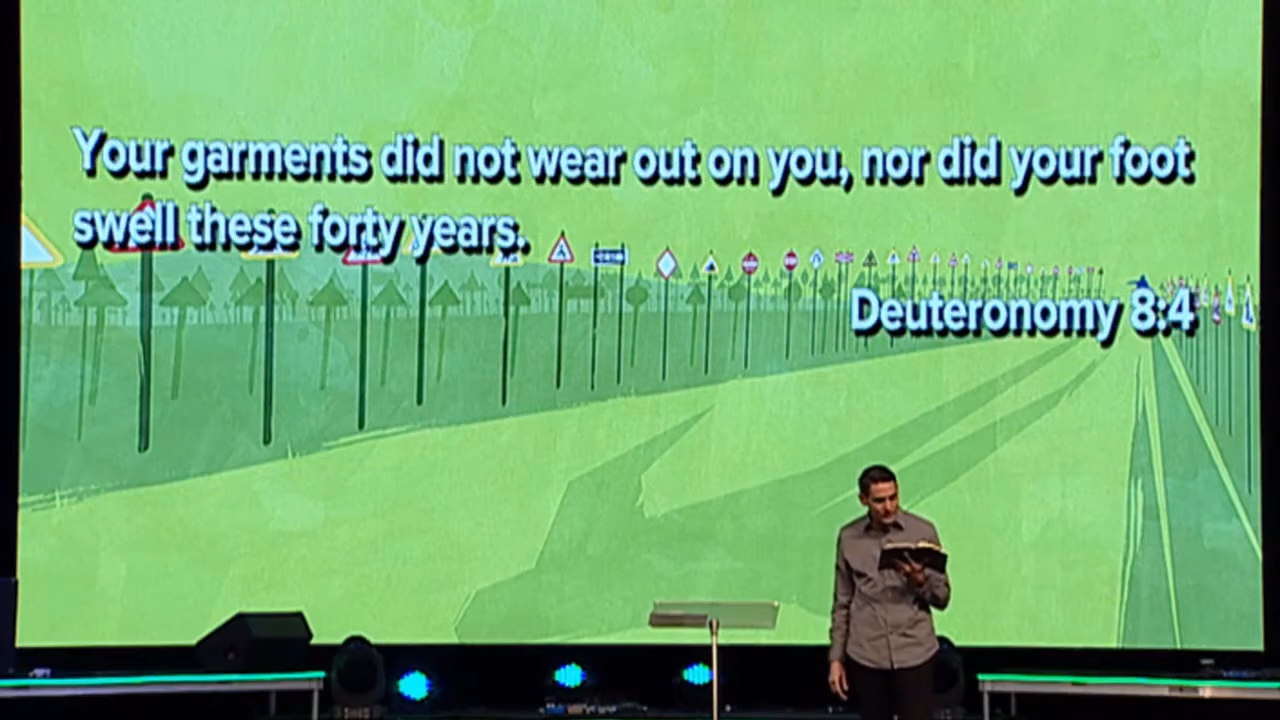 Your garments did not wear out on you, nor did your foot
swell these forty years.
Deuteronomy 8:4